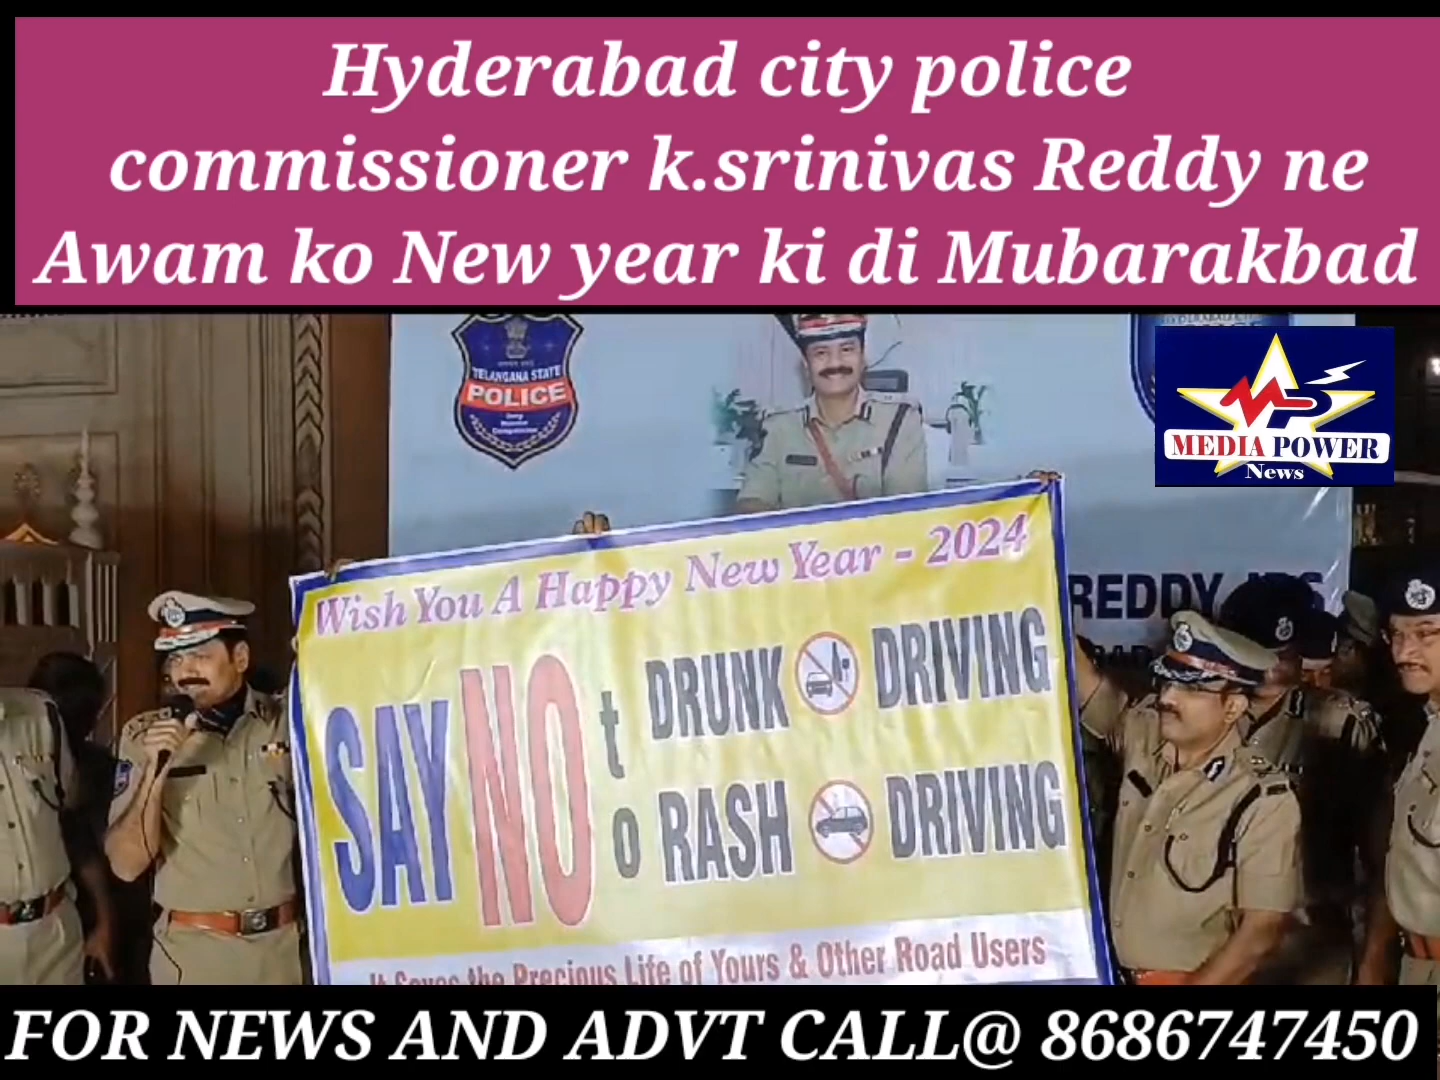 Hyderabad city police
commissioner k.srinivas Reddy ne
Awam ko New year ki di Mubarakbad
TELANGANA STATE
POLICE
MEDIA POWER
News
Wish You A Happy New Year - 2024
REDDY, IPS
SAY NO to DRUNK DRIVING
RASH DRIVING
It Saves the Precious Life of Yours & Other Road Users
FOR NEWS AND ADVT CALL@ 8686747450